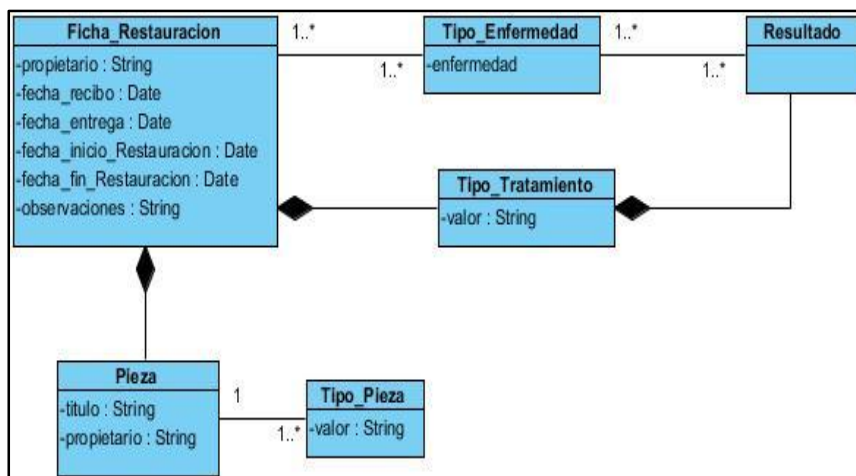 Ficha_Restauracion
-propietario : String
-fecha_recibo : Date
-fecha_entrega : Date
-fecha_inicio_Restauracion : Date
-fecha_fin_Restauracion : Date
-observaciones : String
1..*
1..*
Tipo_Enfermedad
-enfermedad
1..*
1..*
Resultado
Tipo_Tratamiento
-valor : String
Pieza
-titulo : String
-propietario : String
1
1..*
Tipo_Pieza
-valor : String